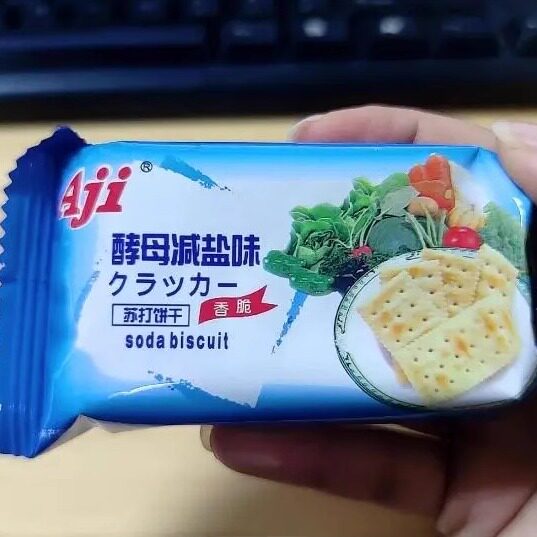 Aji®
酵母减盐味
クラッカー
苏打饼干 香脆
soda biscuit